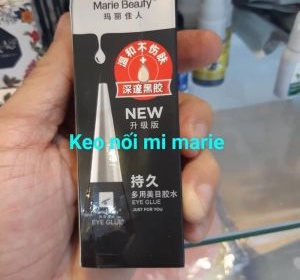 Marie Beauty
玛丽佳人
温和不伤肤
深邃黑胶
NEW
升级版
Keo nối mi marie
持久
多用美目胶水
EYE GLUE
JUST FOR YOU
EYE GLUE